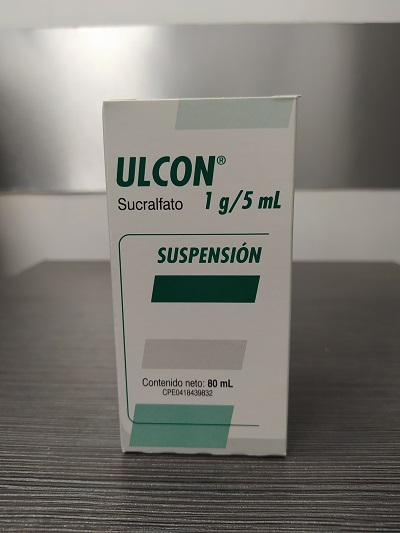 ULCON®
Sucralfato 1 g/5 mL
SUSPENSIÓN
Contenido neto: 80 mL
CPE0418439832